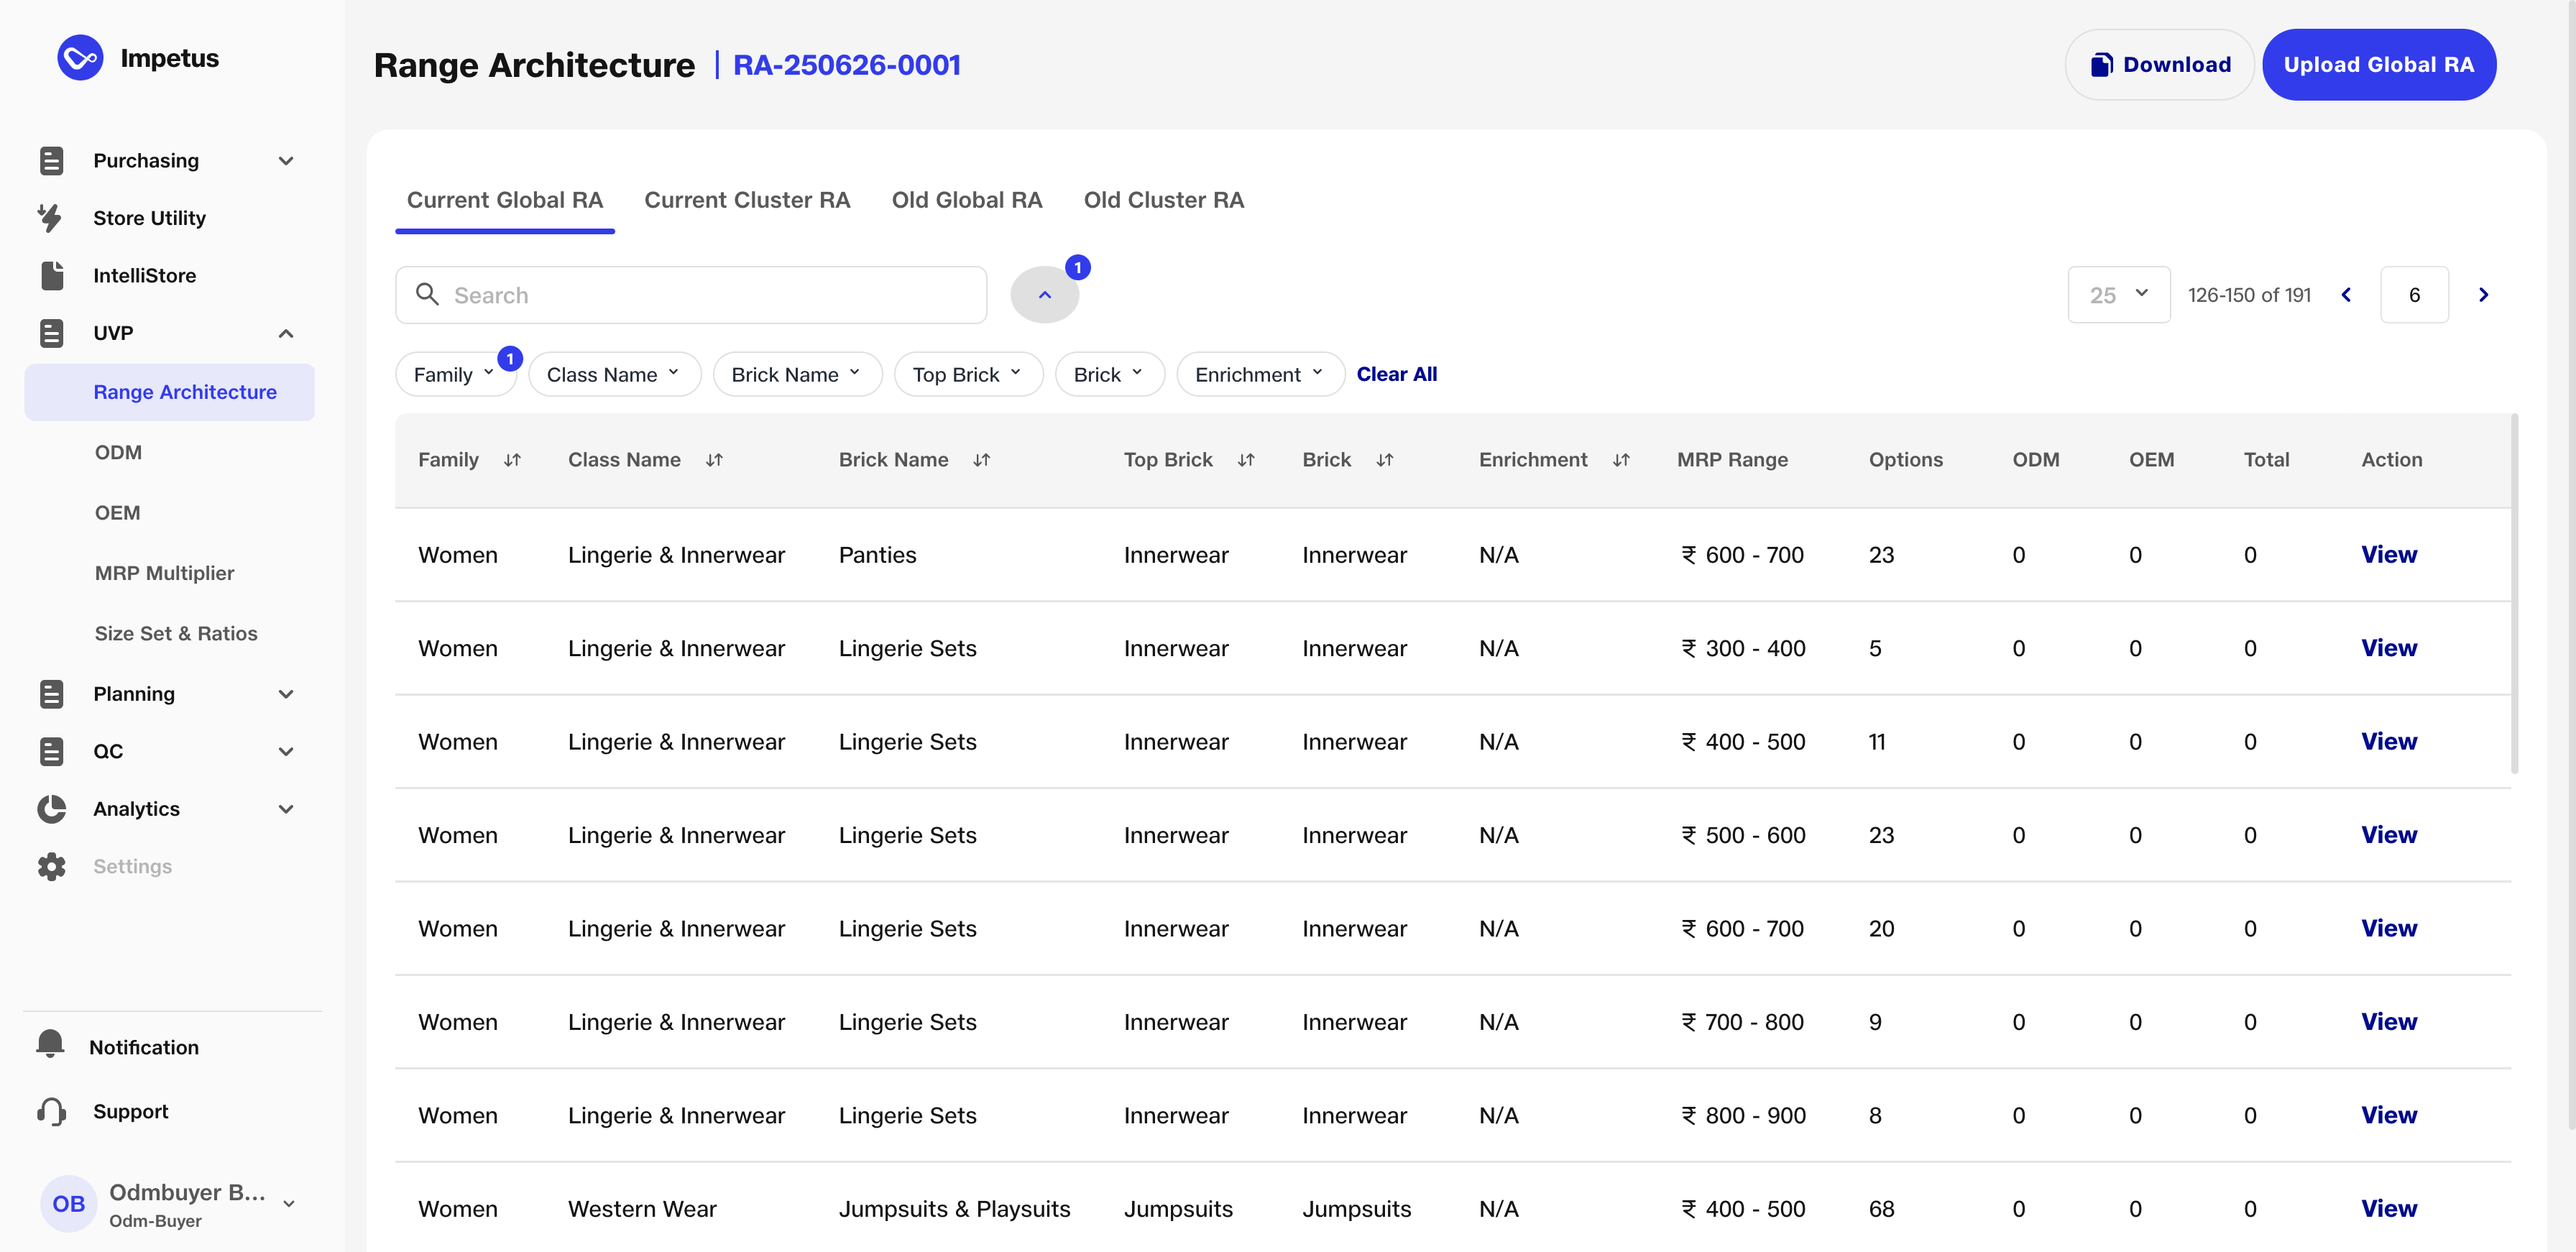 Impetus
Purchasing
Store Utility
IntelliStore
UVP
Range Architecture
ODM
OEM
MRP Multiplier
Size Set & Ratios
Planning
QC
Analytics
Settings
Notification
Support
OB
Odmbuyer B...
Odm-Buyer
Range Architecture | RA-250626-0001
Download
Upload Global RA
Current Global RA Current Cluster RA Old Global RA Old Cluster RA
Search
1
25
126-150 of 191
6
Family 1 Class Name Brick Name Top Brick Brick Enrichment Clear All
Family Class Name Brick Name Top Brick Brick Enrichment MRP Range Options ODM OEM Total Action
Women Lingerie & Innerwear Panties Innerwear Innerwear N/A ₹ 600 - 700 23 0 0 0 View
Women Lingerie & Innerwear Lingerie Sets Innerwear Innerwear N/A ₹ 300 - 400 5 0 0 0 View
Women Lingerie & Innerwear Lingerie Sets Innerwear Innerwear N/A ₹ 400 - 500 11 0 0 0 View
Women Lingerie & Innerwear Lingerie Sets Innerwear Innerwear N/A ₹ 500 - 600 23 0 0 0 View
Women Lingerie & Innerwear Lingerie Sets Innerwear Innerwear N/A ₹ 600 - 700 20 0 0 0 View
Women Lingerie & Innerwear Lingerie Sets Innerwear Innerwear N/A ₹ 700 - 800 9 0 0 0 View
Women Lingerie & Innerwear Lingerie Sets Innerwear Innerwear N/A ₹ 800 - 900 8 0 0 0 View
Women Western Wear Jumpsuits & Playsuits Jumpsuits Jumpsuits N/A ₹ 400 - 500 68 0 0 0 View